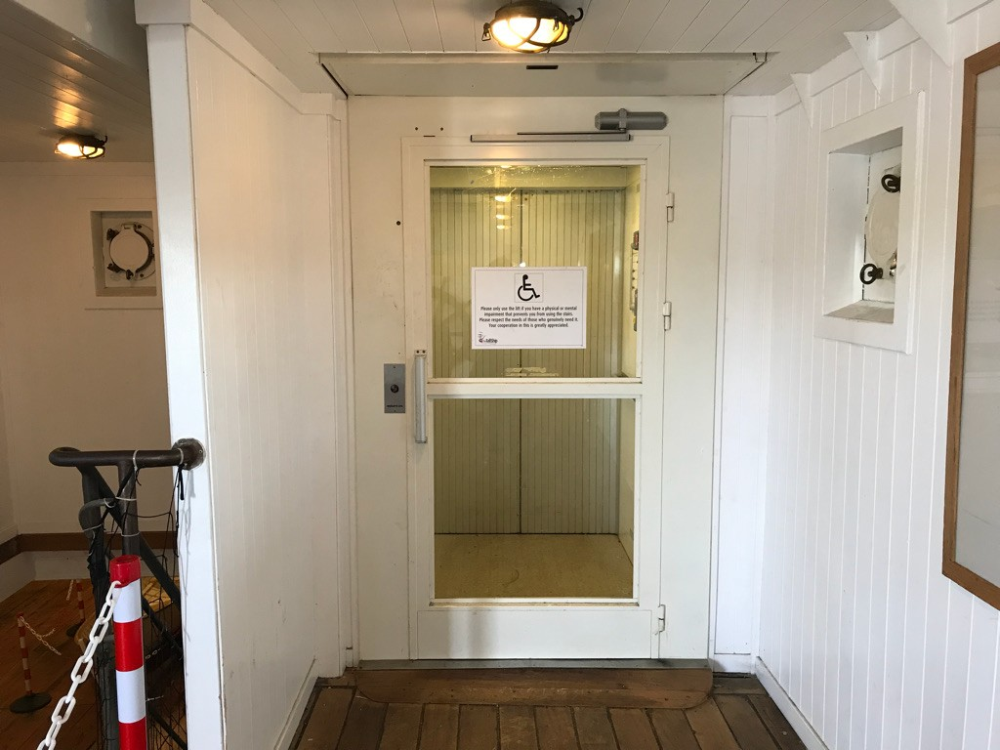 Please only use the lift if you have a physical or mental
impairment that prevents you from using the stairs.
Please respect the needs of those who genuinely need it.
Your cooperation in this is greatly appreciated.